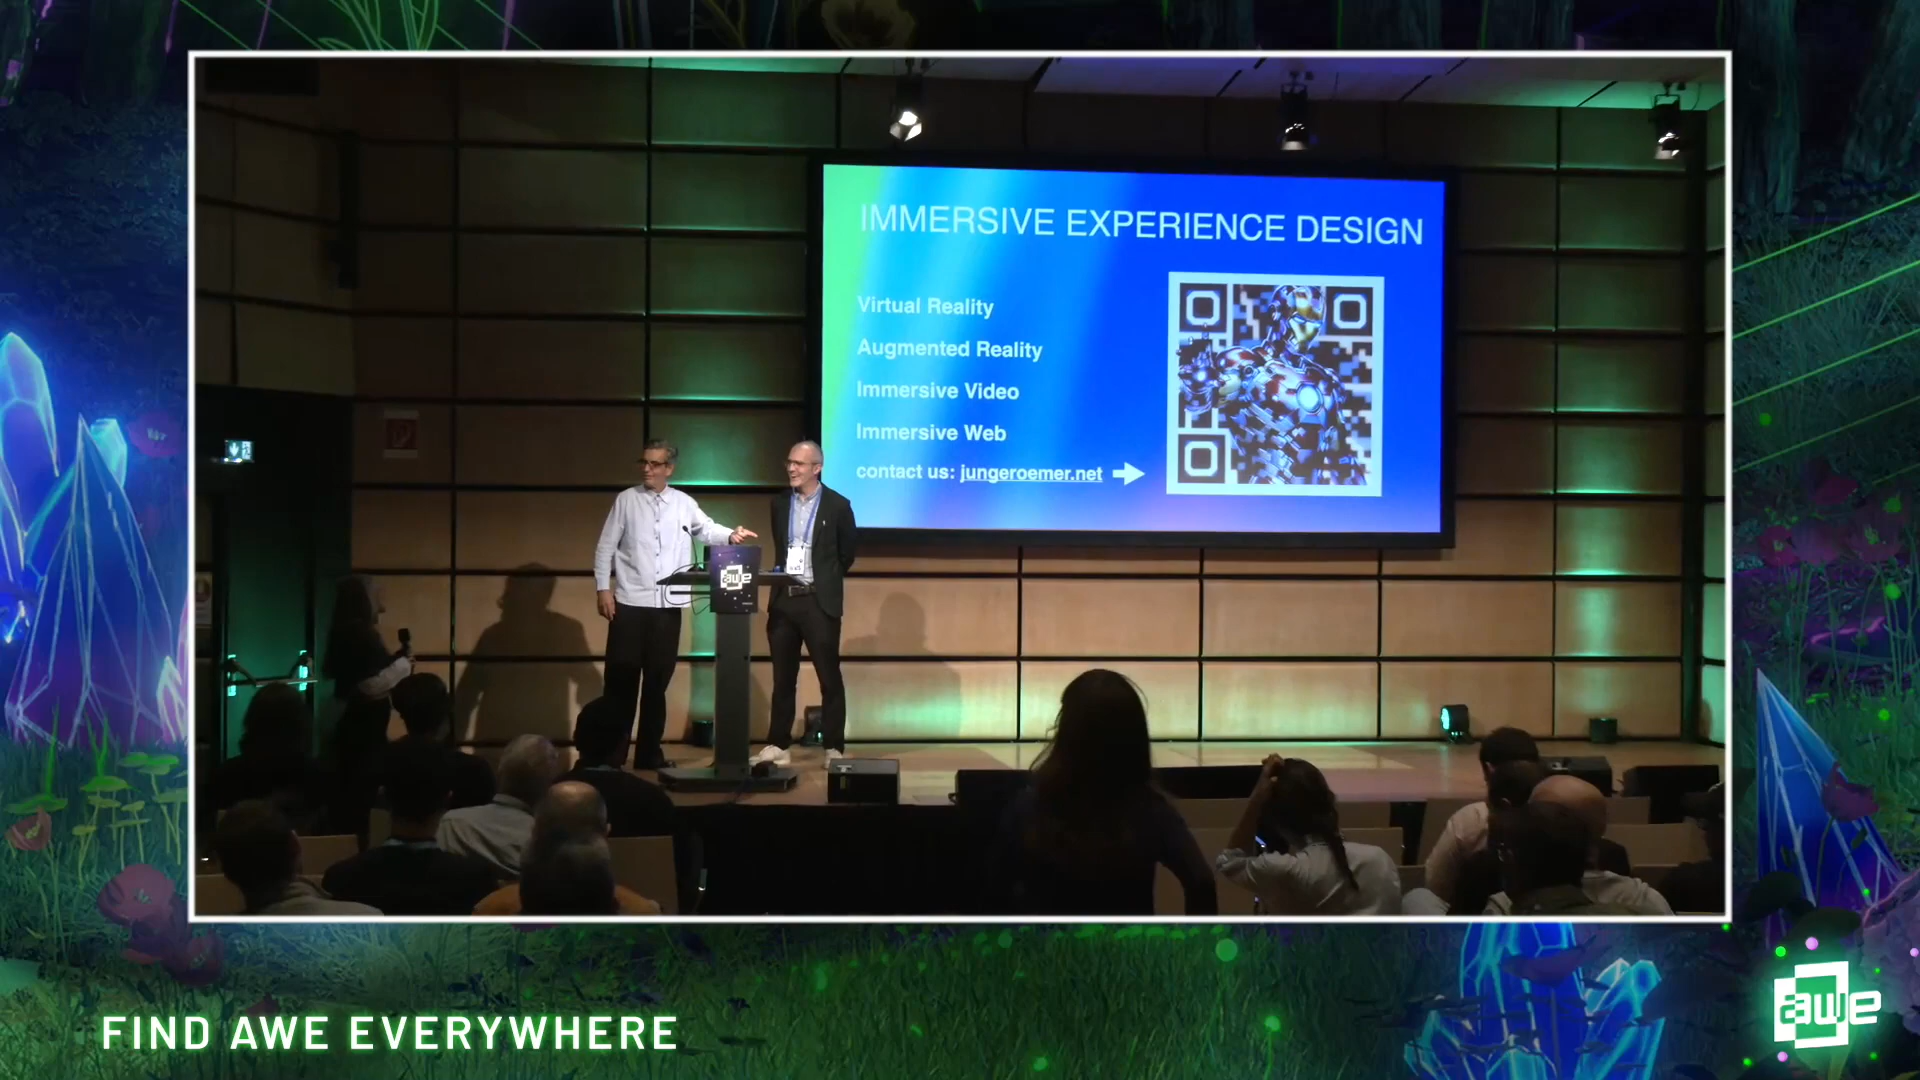 IMMERSIVE EXPERIENCE DESIGN
Virtual Reality
Augmented Reality
Immersive Video
Immersive Web
contact us: jungeroemer.net
awe
FIND AWE EVERYWHERE
awe